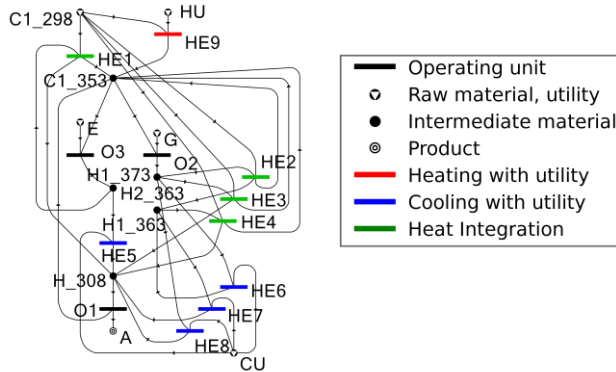 C1_298
HU
HE1
HE9
C1_353
E
G
O3
O2
H1_373
HE2
H2_363
HE3
H1_363
HE4
HE5
H_308
HE6
O1
HE7
A
HE8
CU
Operating unit
Raw material, utility
Intermediate material
Product
Heating with utility
Cooling with utility
Heat Integration